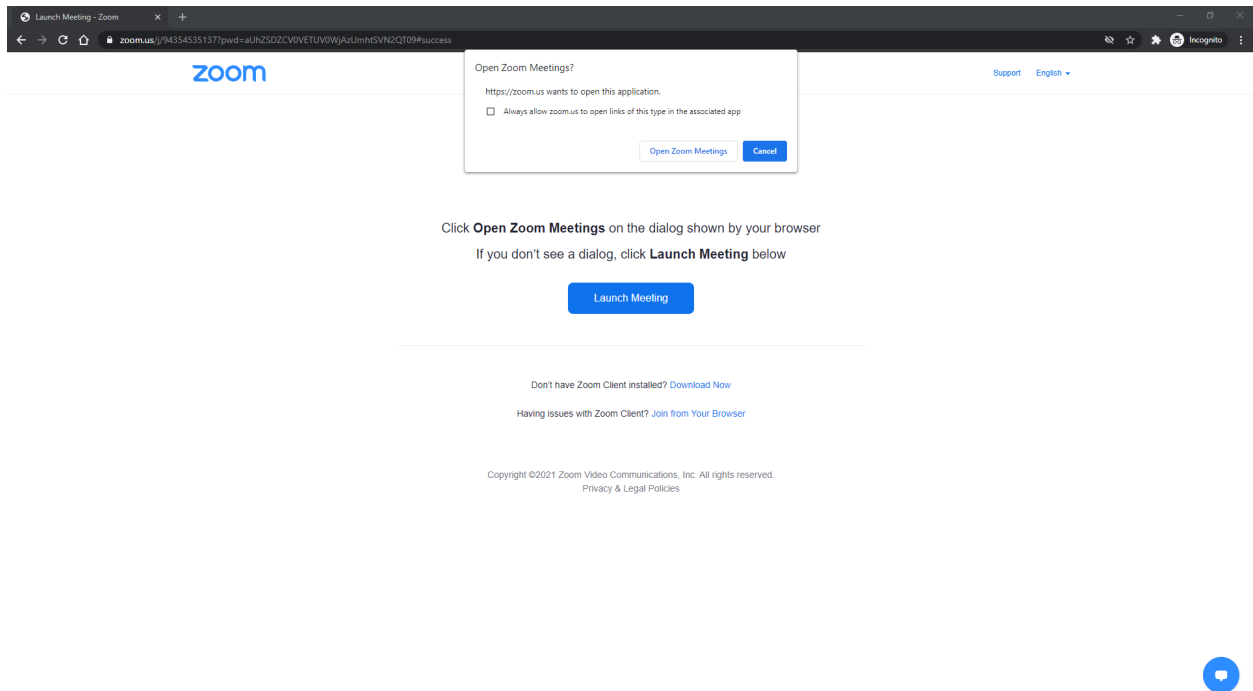 Launch Meeting - Zoom
zoom.us/j/94354535137?pwd=aUhZSDZCV0VETUV0WjAzUmhtSVN2QT09#success
Incognito
zoom
Support English
Open Zoom Meetings?
https://zoom.us wants to open this application.
Always allow zoom.us to open links of this type in the associated app
Open Zoom Meetings Cancel
Click Open Zoom Meetings on the dialog shown by your browser
If you don't see a dialog, click Launch Meeting below
Launch Meeting
Don't have Zoom Client installed? Download Now
Having issues with Zoom Client? Join from Your Browser
Copyright ©2021 Zoom Video Communications, Inc. All rights reserved.
Privacy & Legal Policies